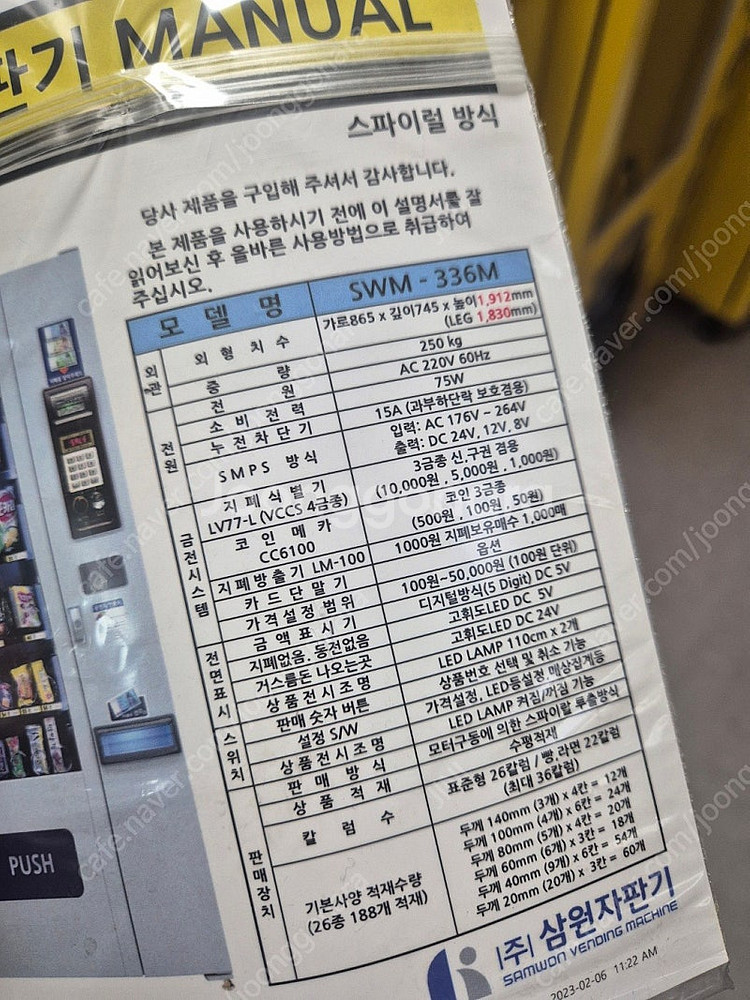 판기 MANUAL
스파이럴 방식
당사 제품을 구입해 주셔서 감사합니다.
본 제품을 사용하시기 전에 이 설명서를 잘
읽어보신 후 올바른 사용방법으로 취급하여
주십시오.
모델명 SWM - 336M
외관 외형치수 가로865 x 깊이745 x 높이1,912mm
(LEG 1,830mm)
중량 250 kg
전원 전원 AC 220V 60Hz
소비전력 75W
누전차단기 15A (과부하단락 보호겸용)
SMPS 방식 입력: AC 176V ~ 264V
출력: DC 24V, 12V, 8V
금전시스템 지폐식별기 3금종 신,구권 겸용
LV77-L (VCCS 4금종) (10,000원 , 5,000원 , 1,000원)
코인메카 코인 3금종
CC6100 (500원 , 100원 , 50원)
지폐방출기 LM-100 1000원 지폐보유매수 1,000매
카드단말기 옵션
가격설정범위 100원~50,000원 (100원 단위)
전면표시 금액표시기 디지털방식(5 Digit) DC 5V
지폐없음. 동전없음 고휘도LED DC 5V
거스름돈 나오는곳 고휘도LED DC 24V
상품전시조명 LED LAMP 110cm x 2개
스위치 판매 숫자 버튼 상품번호 선택 및 취소 기능
설정 S/W 가격설정, LED등설정,매상집계등
상품전시조명 LED LAMP 켜짐/꺼짐 기능
판매장치 판매방식 모터구동에 의한 스파이럴 투출방식
상품적재 수평적재
칼럼수 표준형 26칼럼 / 빵,라면 22칼럼
(최대 36칼럼)
기본사양 적재수량
(26종 188개 적재)
두께 140mm (3개) x 4칸 = 12개
두께 100mm (4개) x 6칸 = 24개
두께 80mm (5개) x 4칸 = 20개
두께 60mm (6개) x 3칸 = 18개
두께 40mm (9개) x 6칸 = 54개
두께 20mm (20개) x 3칸 = 60개
PUSH
(주) 삼원자판기
SAMWON VENDING MACHINE
2023-02-06 11:22 AM
cafe.naver.com/joonggonara